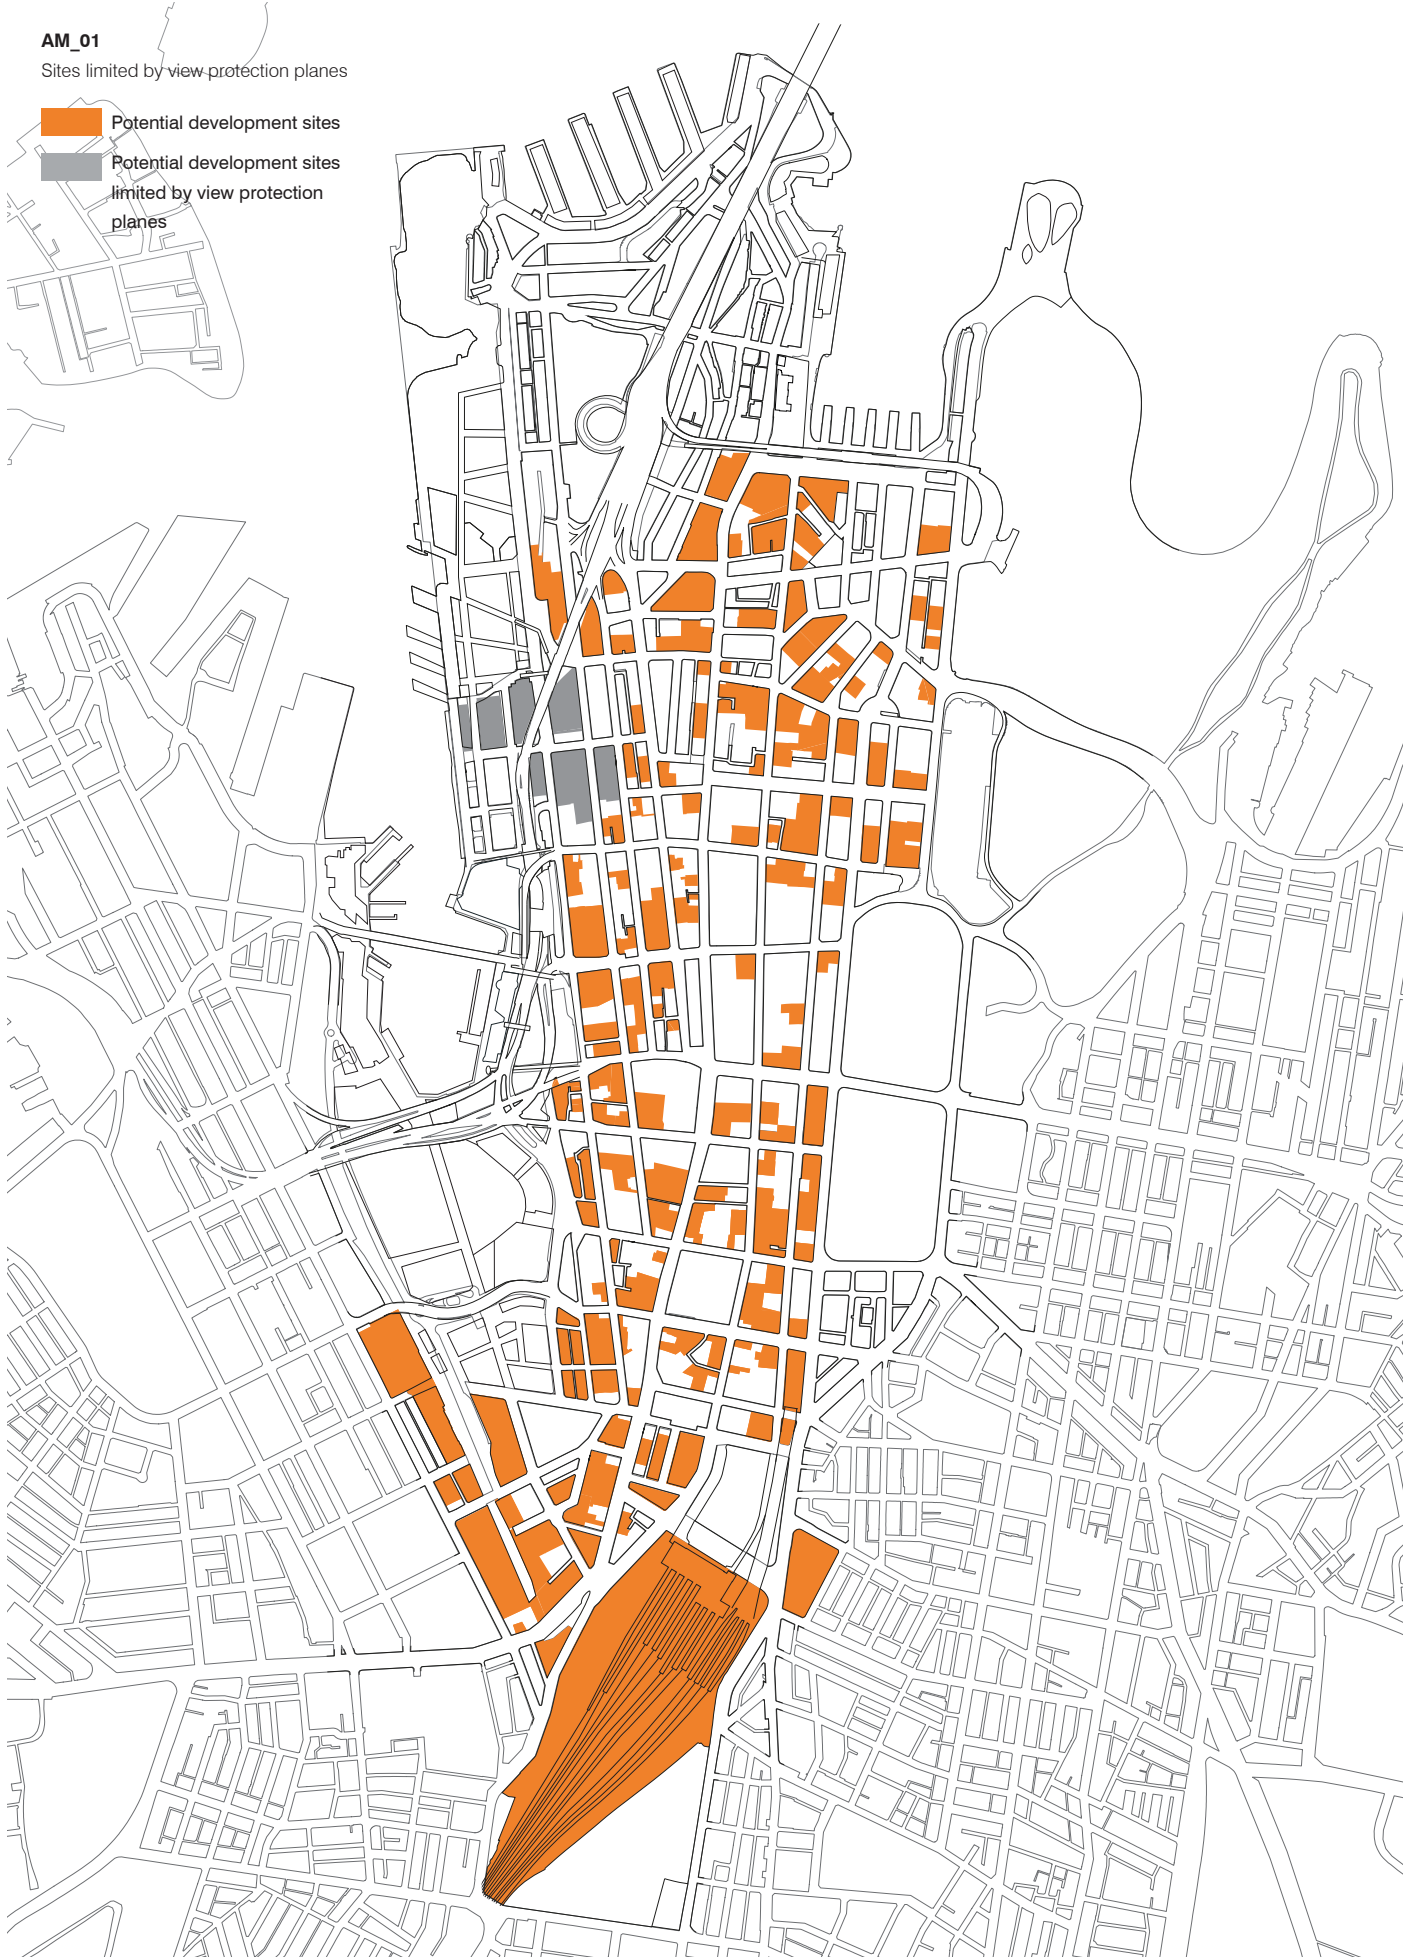 AM_01
Sites limited by view protection planes
Potential development sites
Potential development sites
limited by view protection
planes